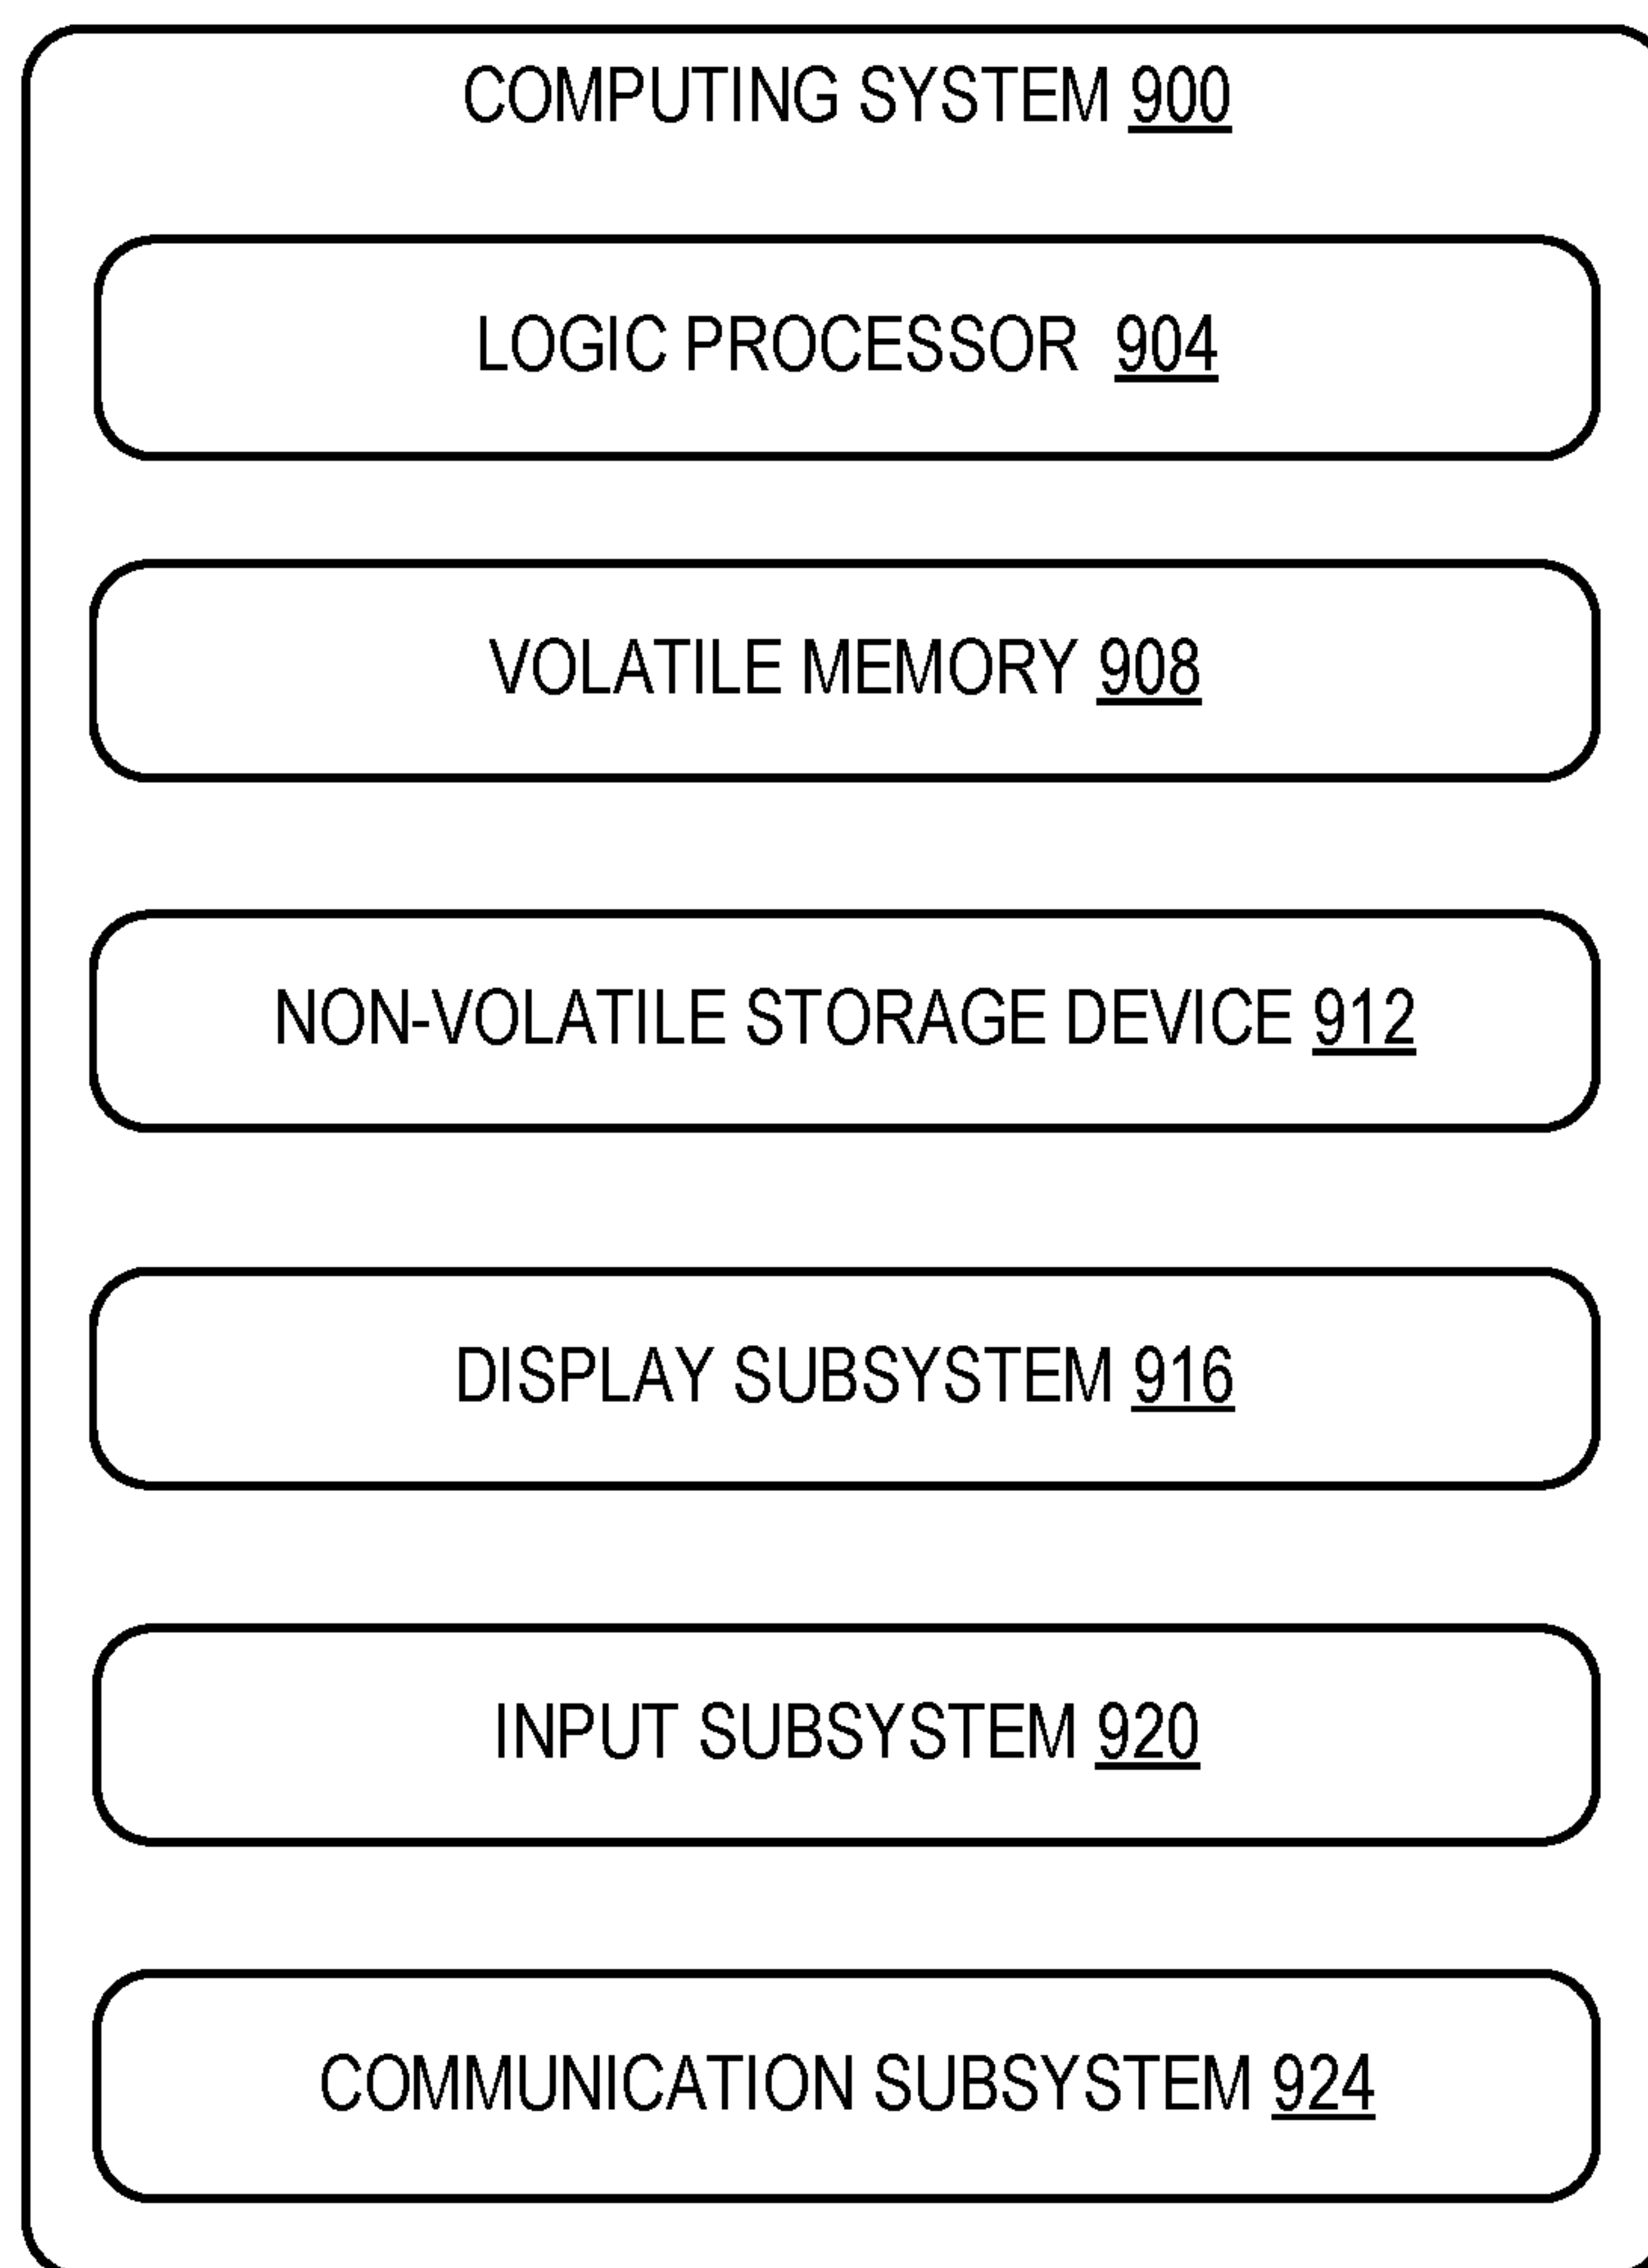 COMPUTING SYSTEM 900
LOGIC PROCESSOR 904
VOLATILE MEMORY 908
NON-VOLATILE STORAGE DEVICE 912
DISPLAY SUBSYSTEM 916
INPUT SUBSYSTEM 920
COMMUNICATION SUBSYSTEM 924